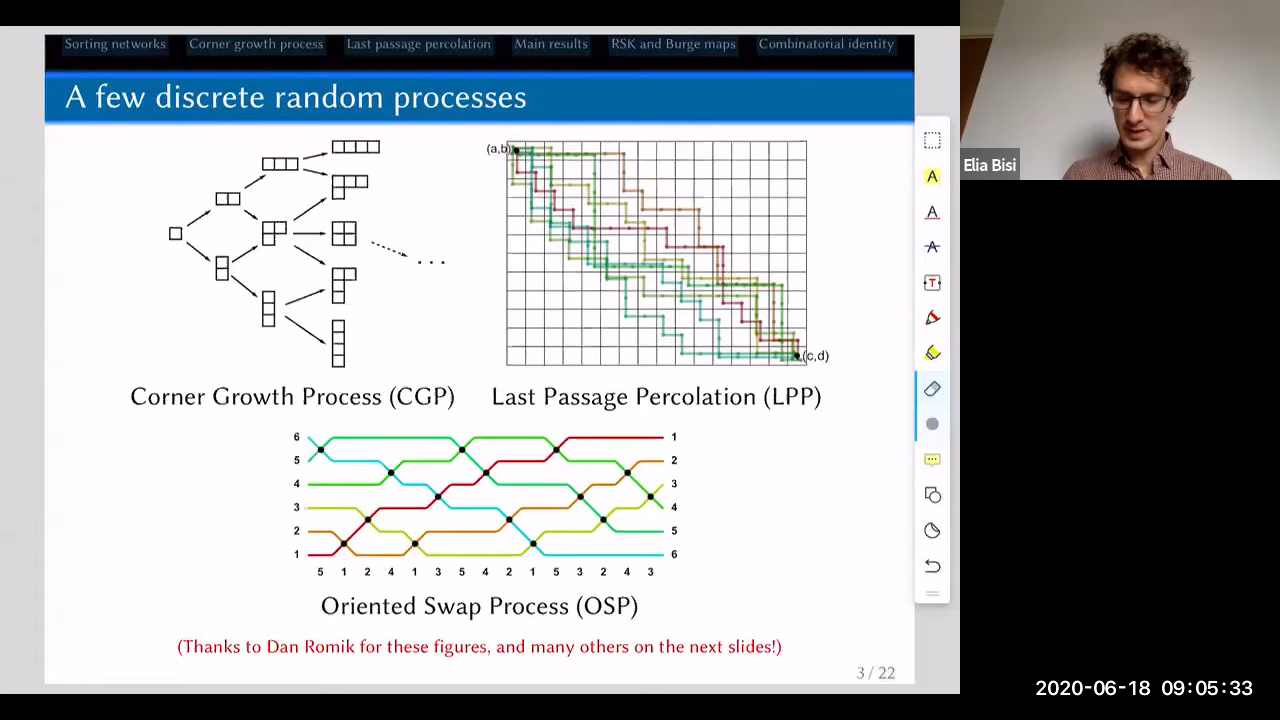 Sorting networks Corner growth process Last passage percolation Main results RSK and Burge maps Combinatorial identity
A few discrete random processes
(a,b)
(c,d)
. . .
Corner Growth Process (CGP) Last Passage Percolation (LPP)
6 1
5 2
4 3
3 4
2 5
1 6
5 1 2 4 1 3 5 4 2 1 5 3 2 4 3
Oriented Swap Process (OSP)
(Thanks to Dan Romik for these figures, and many others on the next slides!)
3 / 22
A
A
A
T
Elia Bisi
2020-06-18 09:05:33